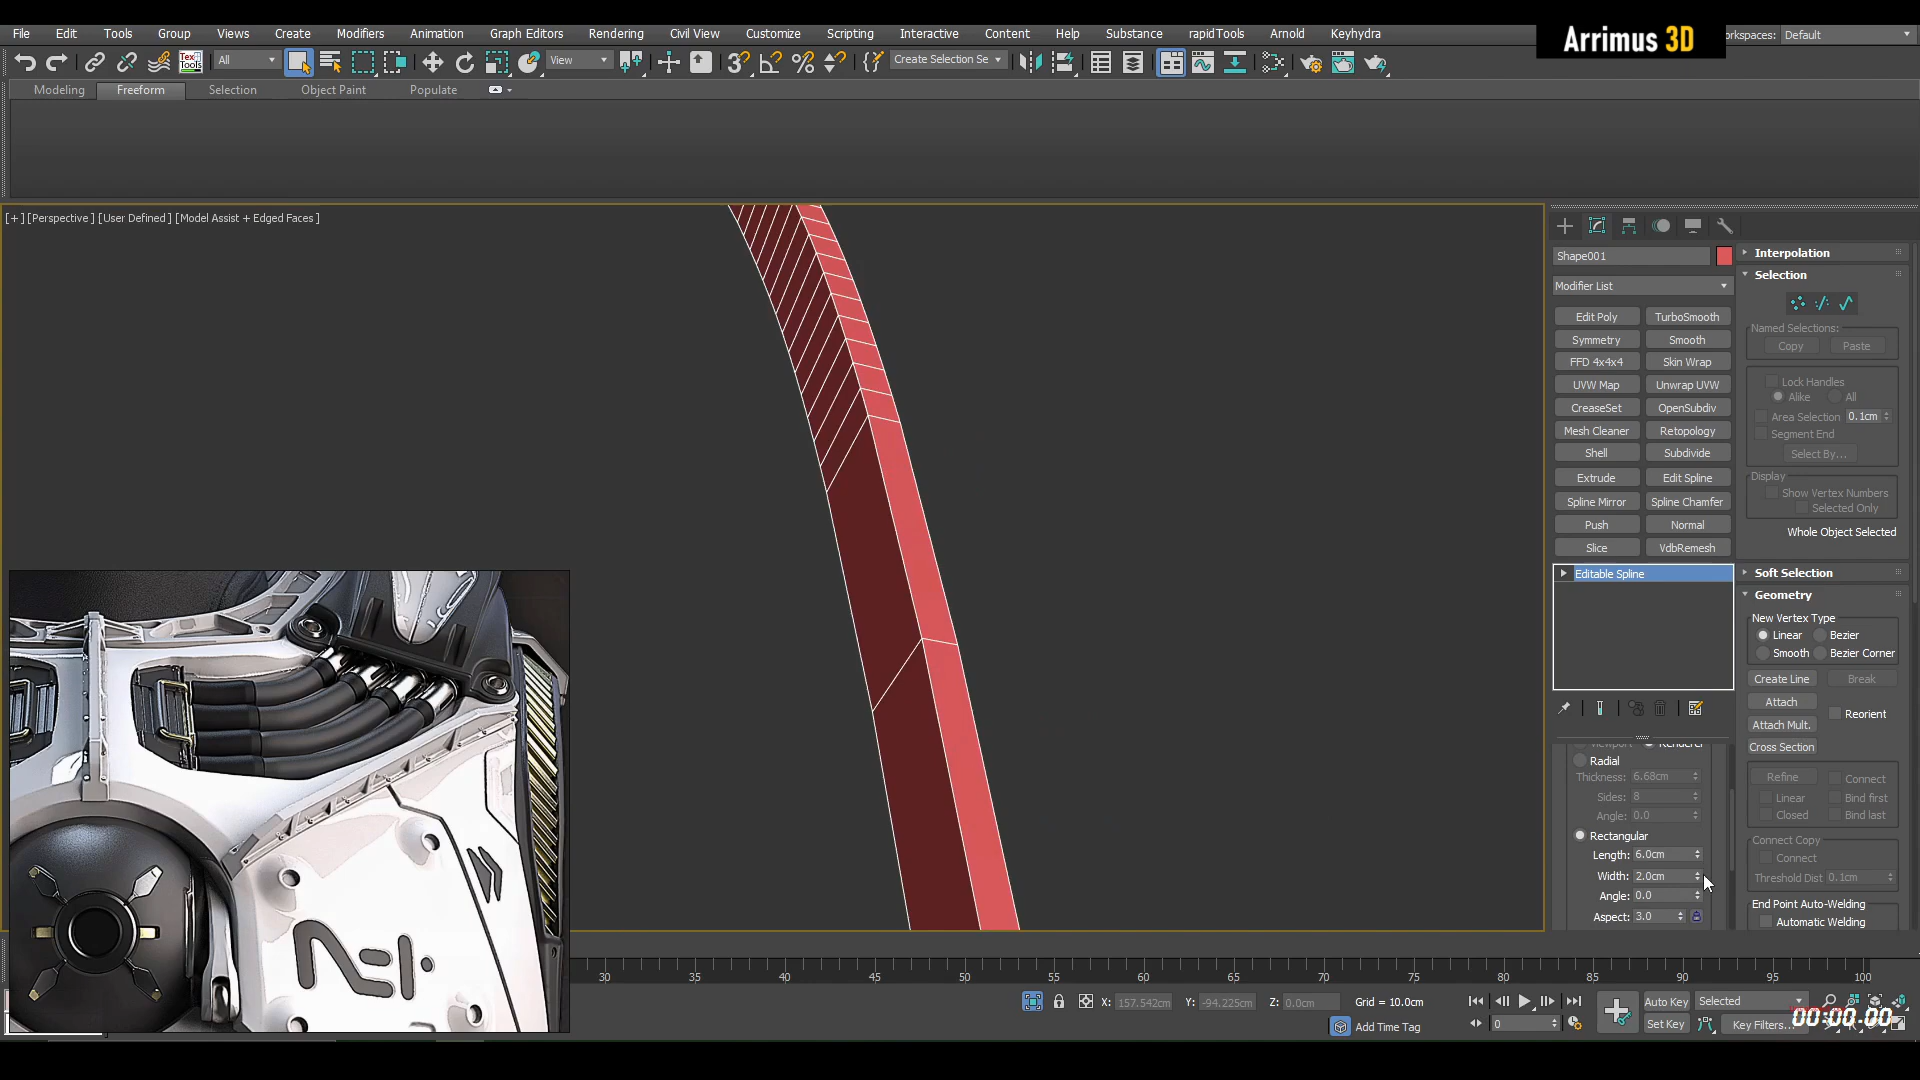 File Edit Tools Group Views Create Modifiers Animation Graph Editors Rendering Civil View Customize Scripting Interactive Content Help Substance rapidTools Arnold Keyhydra
Arrimus 3D
orkspaces: Default
TexTools
All
View
Create Selection Se
Modeling Freeform Selection Object Paint Populate
[+] [Perspective ] [User Defined ] [Model Assist + Edged Faces ]
Shape001
Modifier List
Edit Poly TurboSmooth
Symmetry Smooth
FFD 4x4x4 Skin Wrap
UVW Map Unwrap UVW
CreaseSet OpenSubdiv
Mesh Cleaner Retopology
Shell Subdivide
Extrude Edit Spline
Spline Mirror Spline Chamfer
Push Normal
Slice VdbRemesh
Editable Spline
Radial
Thickness: 6.68cm
Sides: 8
Angle: 0.0
Rectangular
Length: 6.0cm
Width: 2.0cm
Angle: 0.0
Aspect: 3.0
Interpolation
Selection
Named Selections:
Copy Paste
Lock Handles
Alike All
Area Selection 0.1cm
Segment End
Select By...
Display
Show Vertex Numbers
Selected Only
Whole Object Selected
Soft Selection
Geometry
New Vertex Type
Linear Bezier
Smooth Bezier Corner
Create Line Break
Attach
Reorient
Attach Mult.
Cross Section
Refine Connect
Linear Bind first
Closed Bind last
Connect Copy
Connect
Threshold Dist 0.1cm
End Point Auto-Welding
Automatic Welding
30 35 40 45 50 55 60 65 70 75 80 85 90 95 100
X: 157.542cm Y: -94.225cm Z: 0.0cm Grid = 10.0cm
Auto Key Selected
Add Time Tag
0
Set Key Key Filters...
00:00.00